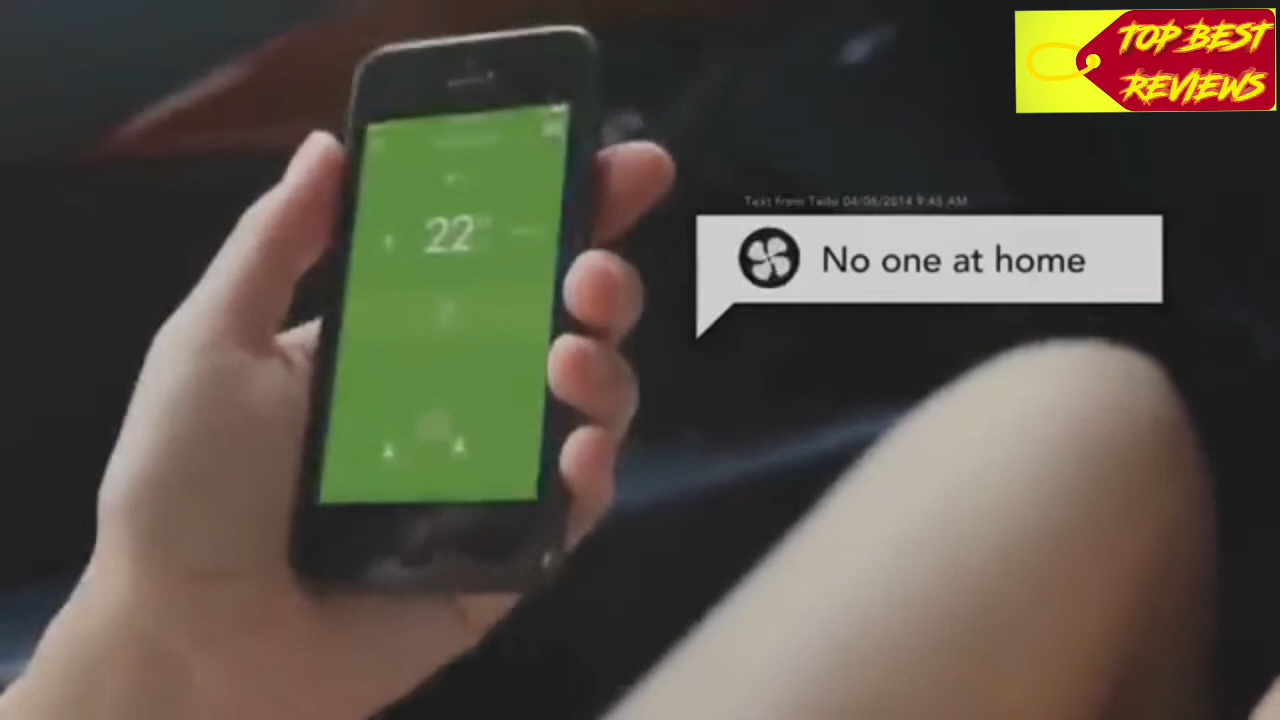 TOP BEST
REVIEWS
Text from Tado 04/06/2014 9:45 AM
No one at home
22°